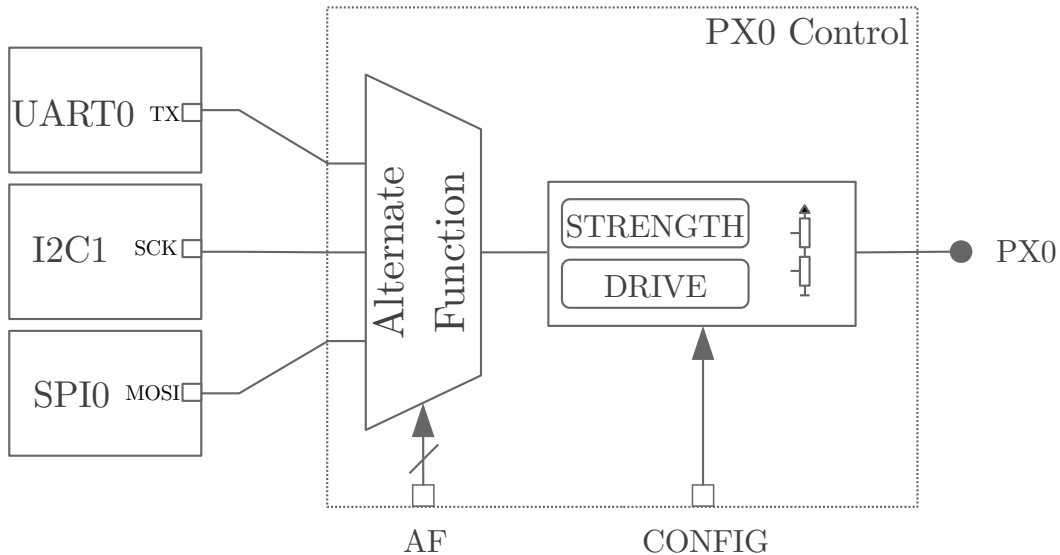 PX0 Control
UART0 TX
I2C1 SCK
SPI0 MOSI
Alternate
Function
STRENGTH
DRIVE
PX0
AF
CONFIG